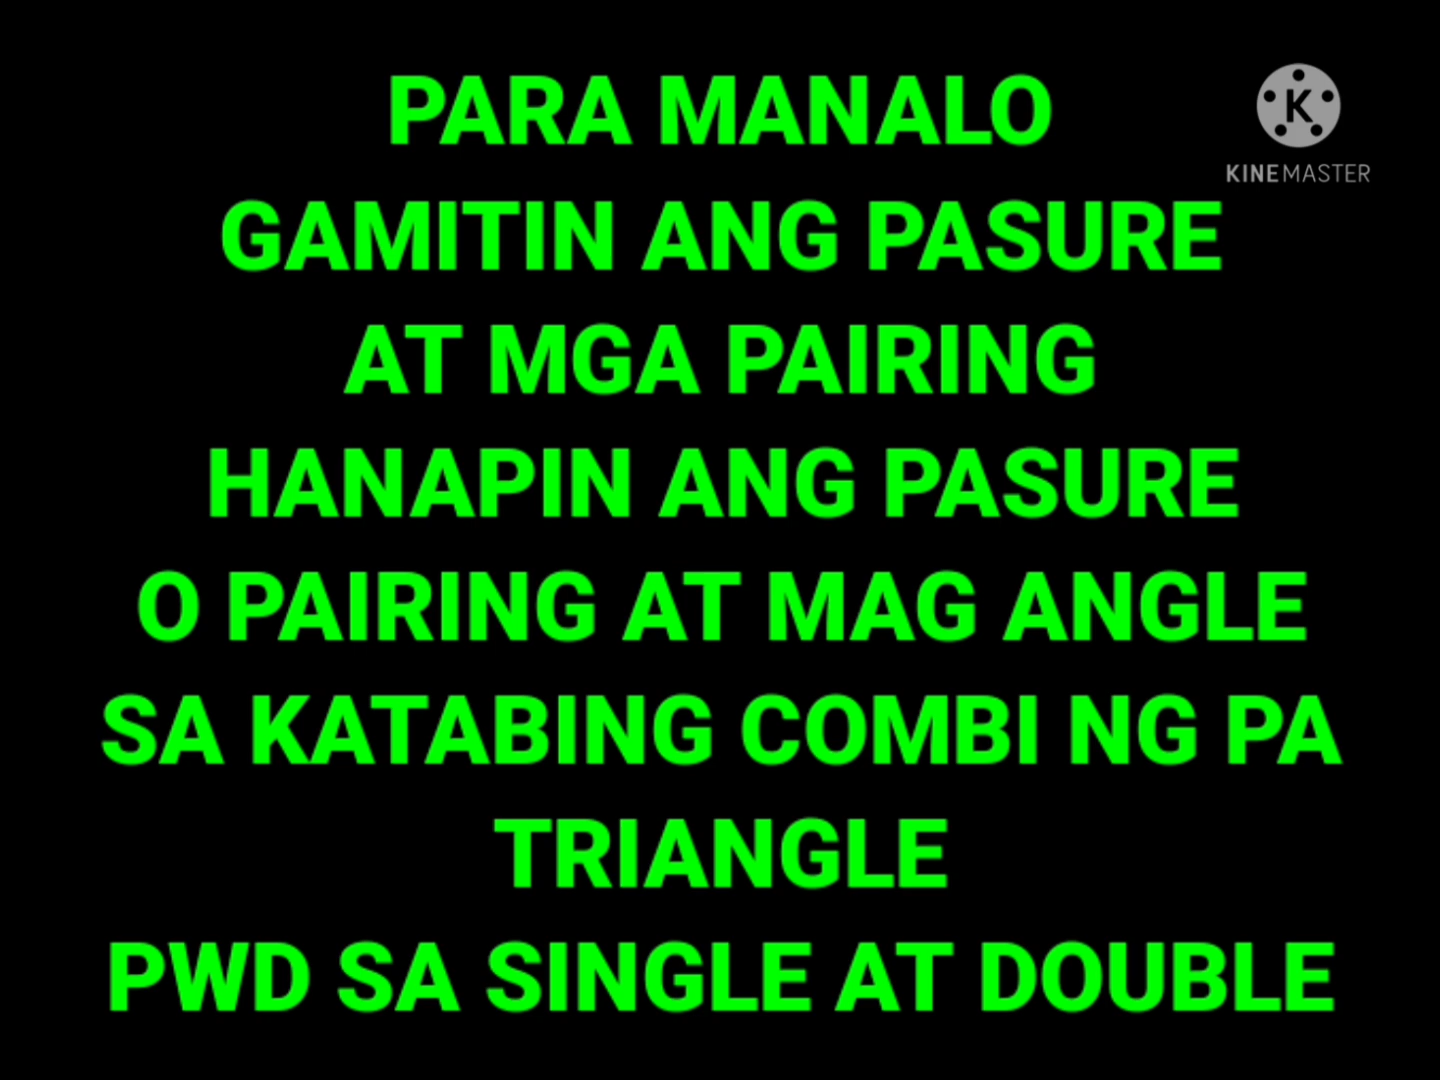 PARA MANALO
K
KINEMASTER
GAMITIN ANG PASURE
AT MGA PAIRING
HANAPIN ANG PASURE
O PAIRING AT MAG ANGLE
SA KATABING COMBI NG PA
TRIANGLE
PWD SA SINGLE AT DOUBLE